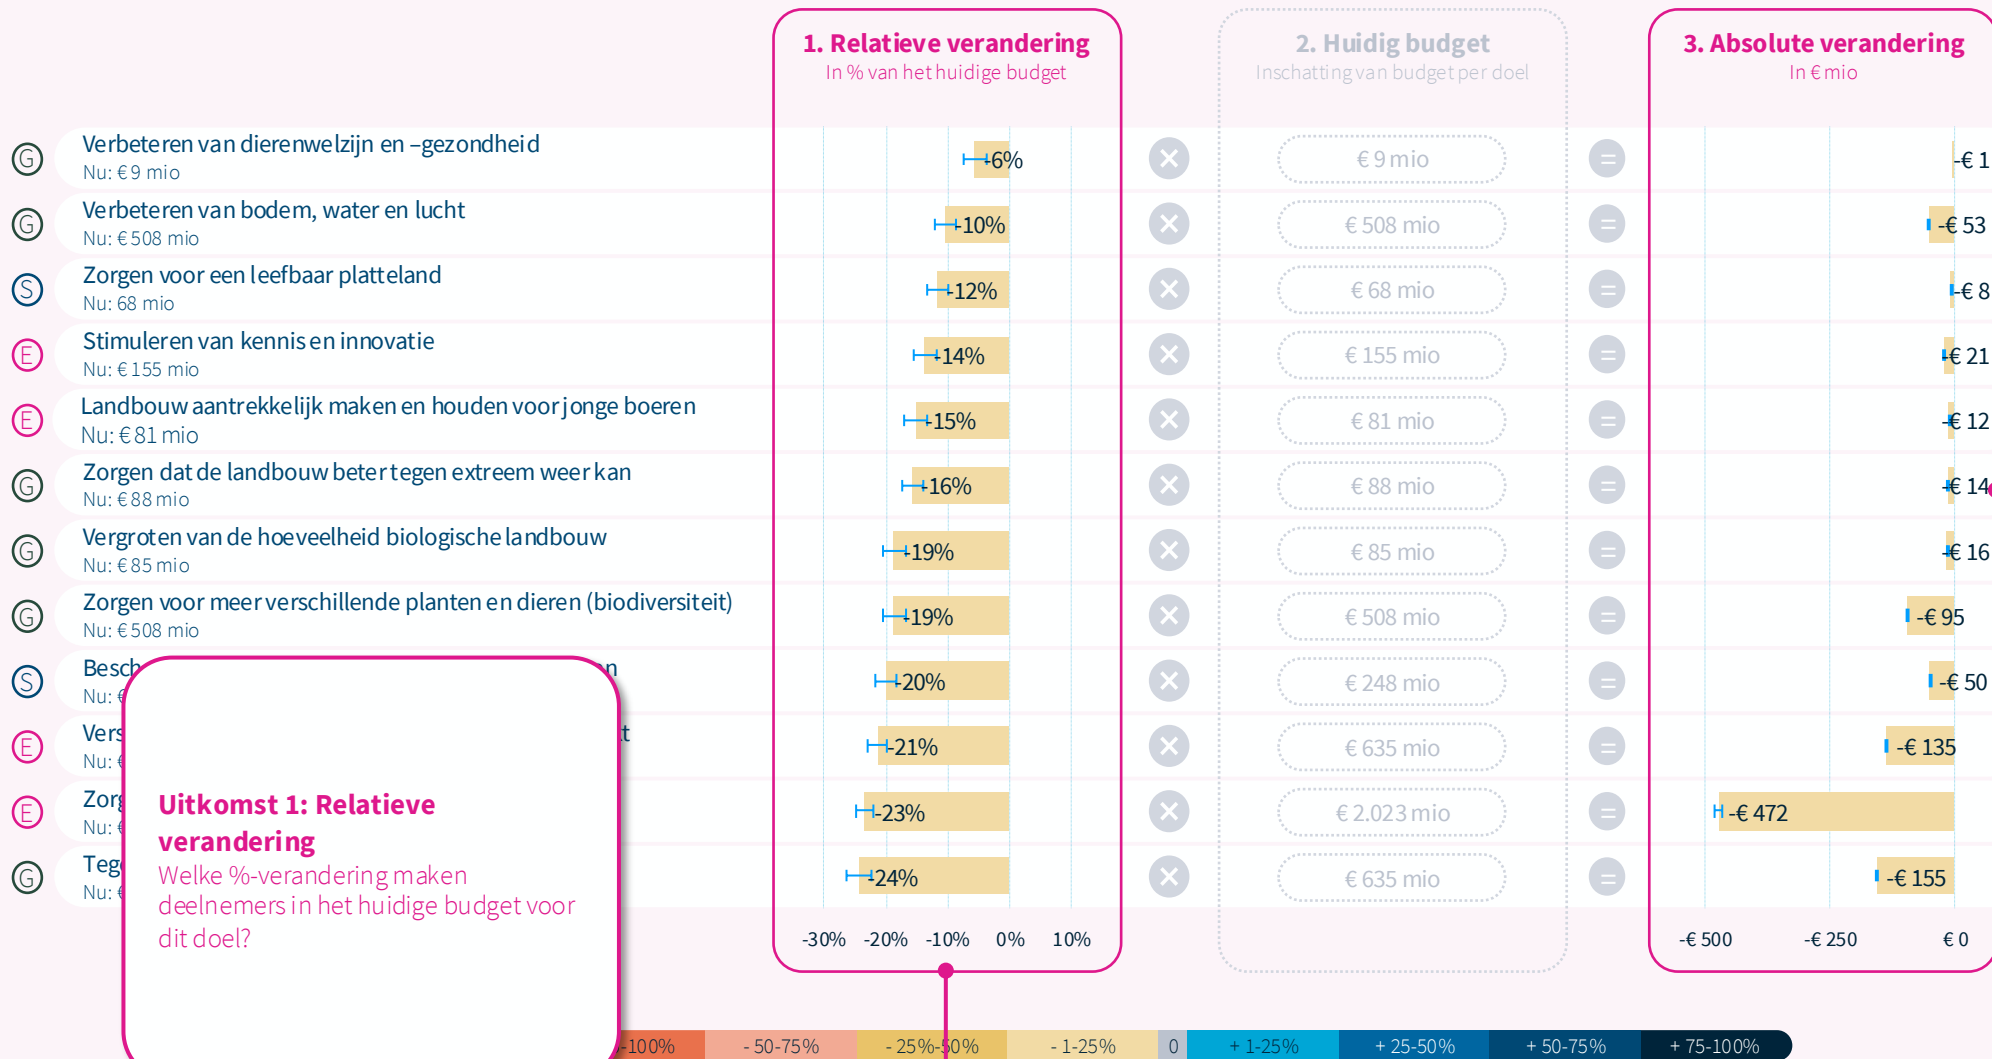 1. Relatieve verandering
In % van het huidige budget
2. Huidig budget
Inschatting van budget per doel
3. Absolute verandering
In € mio
G Verbeteren van dierenwelzijn en –gezondheid
Nu: € 9 mio
-6% × € 9 mio = -€ 1
G Verbeteren van bodem, water en lucht
Nu: € 508 mio
-10% × € 508 mio = -€ 53
S Zorgen voor een leefbaar platteland
Nu: 68 mio
-12% × € 68 mio = -€ 8
E Stimuleren van kennis en innovatie
Nu: € 155 mio
-14% × € 155 mio = -€ 21
E Landbouw aantrekkelijk maken en houden voor jonge boeren
Nu: € 81 mio
-15% × € 81 mio = -€ 12
G Zorgen dat de landbouw beter tegen extreem weer kan
Nu: € 88 mio
-16% × € 88 mio = -€ 14
G Vergroten van de hoeveelheid biologische landbouw
Nu: € 85 mio
-19% × € 85 mio = -€ 16
G Zorgen voor meer verschillende planten en dieren (biodiversiteit)
Nu: € 508 mio
-19% × € 508 mio = -€ 95
S
Nu:
-20% × € 248 mio = -€ 50
E
Nu:
-21% × € 635 mio = -€ 135
E
Nu:
-23% × € 2.023 mio = -€ 472
G
Nu:
-24% × € 635 mio = -€ 155
Uitkomst 1: Relatieve
verandering
Welke %-verandering maken
deelnemers in het huidige budget voor
dit doel?
-30% -20% -10% 0% 10%
-€ 500 -€ 250 € 0
-100% - 50-75% - 25%-50% - 1-25% 0 + 1-25% + 25-50% + 50-75% + 75-100%